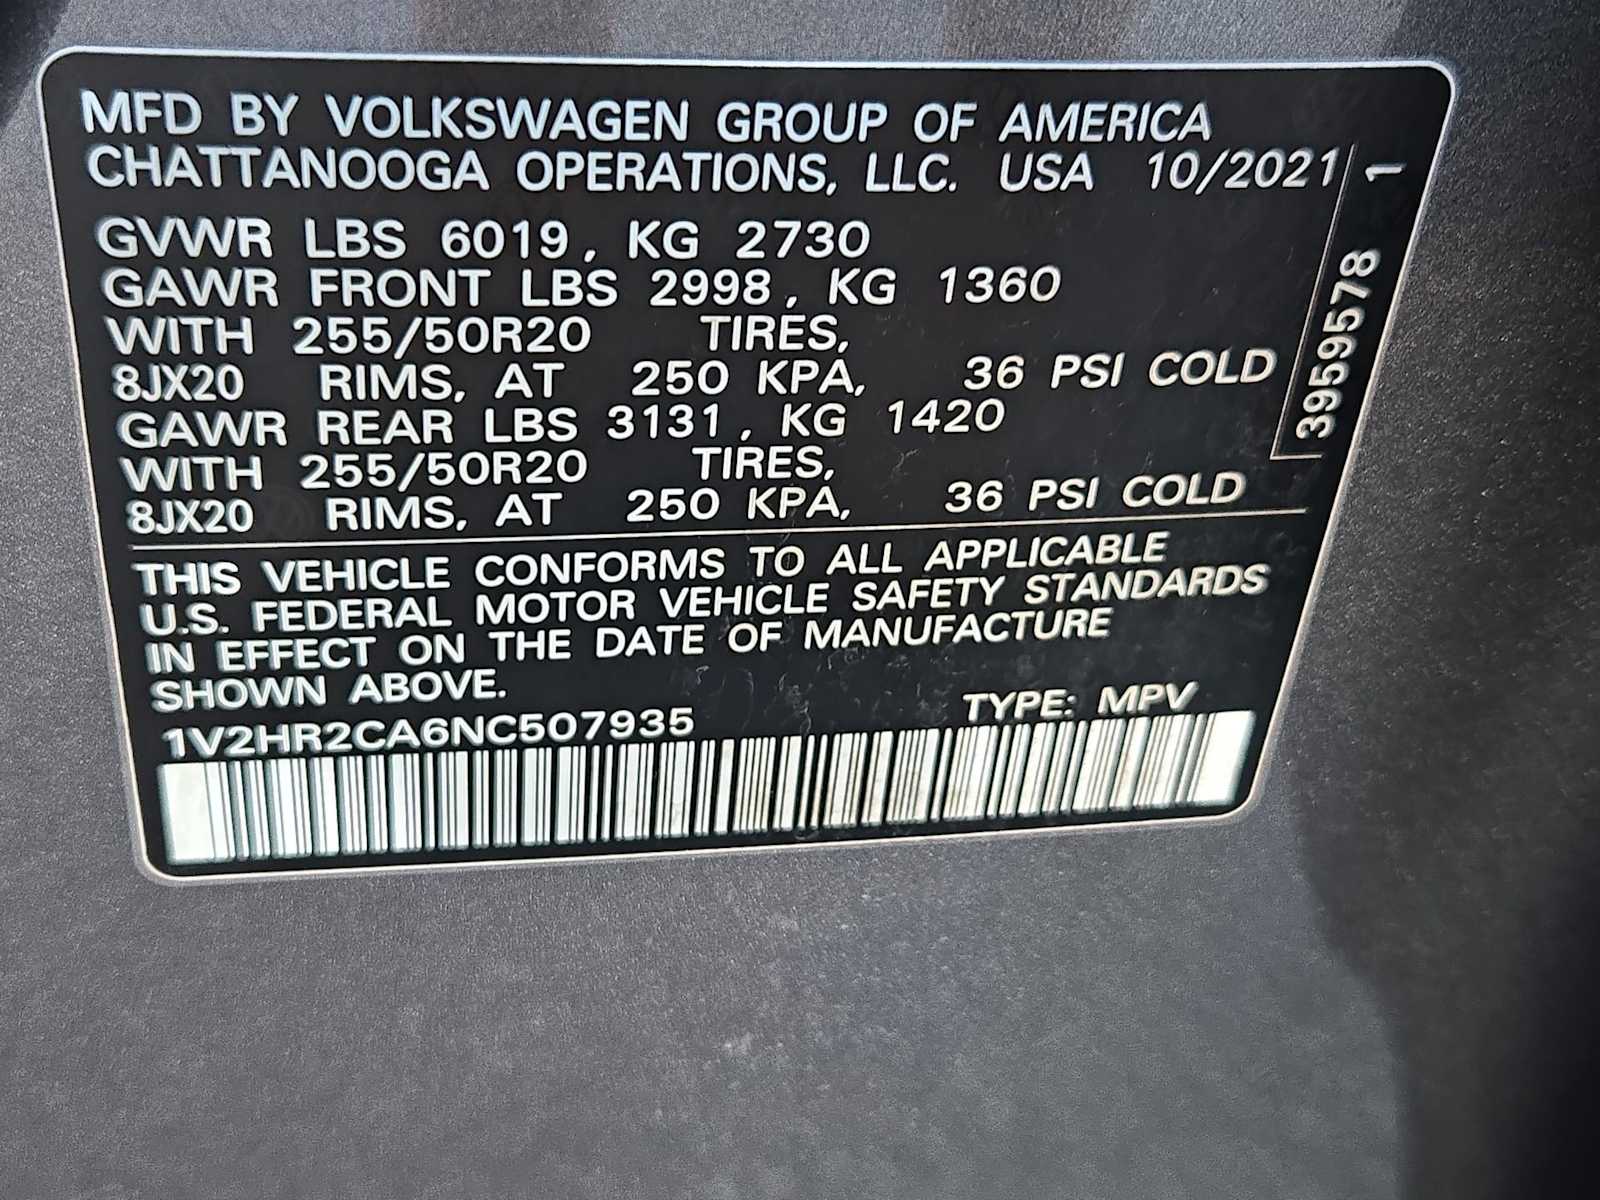 MFD BY VOLKSWAGEN GROUP OF AMERICA
CHATTANOOGA OPERATIONS, LLC. USA 10/2021
GVWR LBS 6019, KG 2730
GAWR FRONT LBS 2998, KG 1360
WITH 255/50R20 TIRES,
8JX20 RIMS, AT 250 KPA, 36 PSI COLD
GAWR REAR LBS 3131, KG 1420
WITH 255/50R20 TIRES,
8JX20 RIMS, AT 250 KPA, 36 PSI COLD
3959578 1
THIS VEHICLE CONFORMS TO ALL APPLICABLE
U.S. FEDERAL MOTOR VEHICLE SAFETY STANDARDS
IN EFFECT ON THE DATE OF MANUFACTURE
SHOWN ABOVE.
1V2HR2CA6NC507935 TYPE: MPV